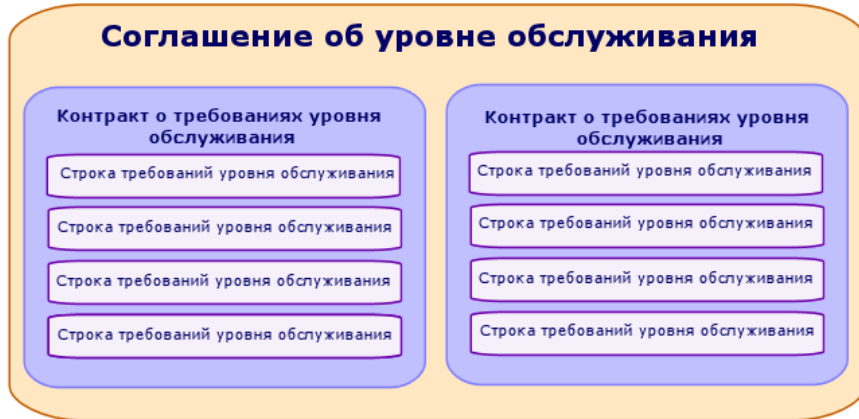 Соглашение об уровне обслуживания
Контракт о требованиях уровня
обслуживания
Строка требований уровня обслуживания
Строка требований уровня обслуживания
Строка требований уровня обслуживания
Строка требований уровня обслуживания
Контракт о требованиях уровня
обслуживания
Строка требований уровня обслуживания
Строка требований уровня обслуживания
Строка требований уровня обслуживания
Строка требований уровня обслуживания